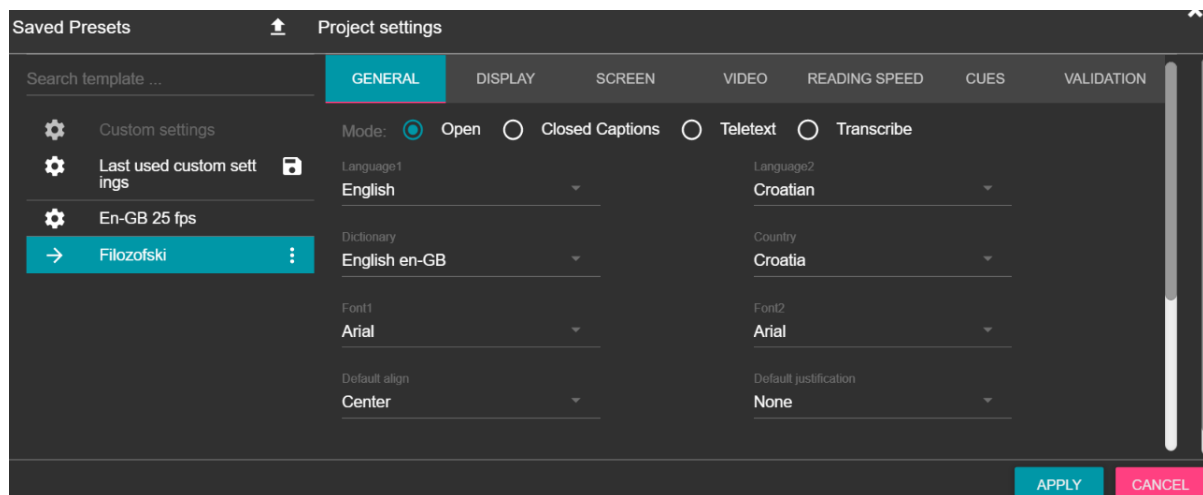 Saved Presets
Project settings
Search template ...
Custom settings
Last used custom sett
ings
En-GB 25 fps
Filozofski
GENERAL DISPLAY SCREEN VIDEO READING SPEED CUES VALIDATION
Mode: Open Closed Captions Teletext Transcribe
Language1 Language2
English Croatian
Dictionary Country
English en-GB Croatia
Font1 Font2
Arial Arial
Default align Default justification
Center None
APPLY CANCEL